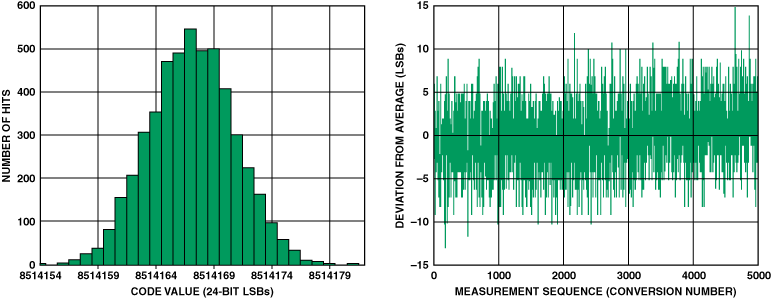 600
500
400
300
200
100
0
NUMBER OF HITS
8514154 8514159 8514164 8514169 8514174 8514179
CODE VALUE (24-BIT LSBs)
15
10
5
0
–5
–10
–15
DEVIATION FROM AVERAGE (LSBs)
0 1000 2000 3000 4000 5000
MEASUREMENT SEQUENCE (CONVERSION NUMBER)